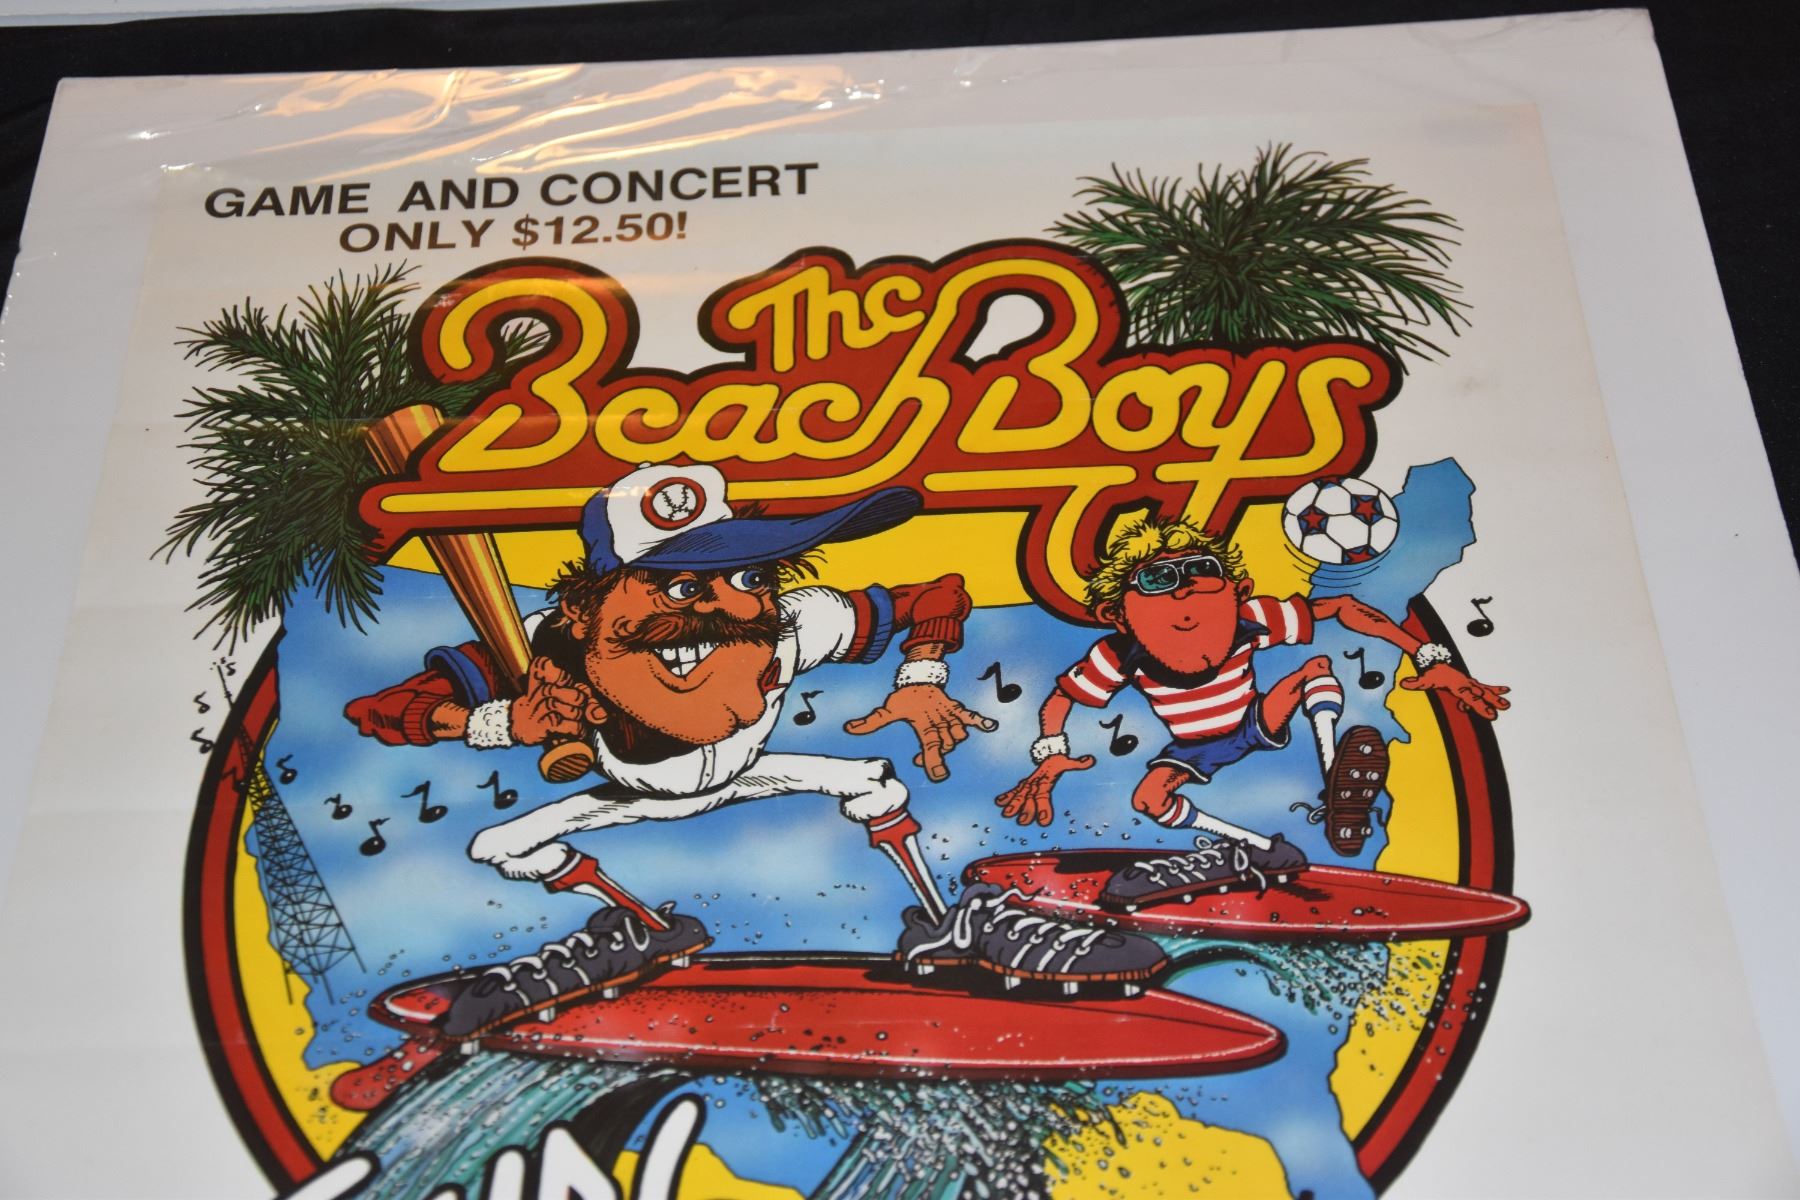 GAME AND CONCERT
ONLY $12.50!
The
Beach Boys